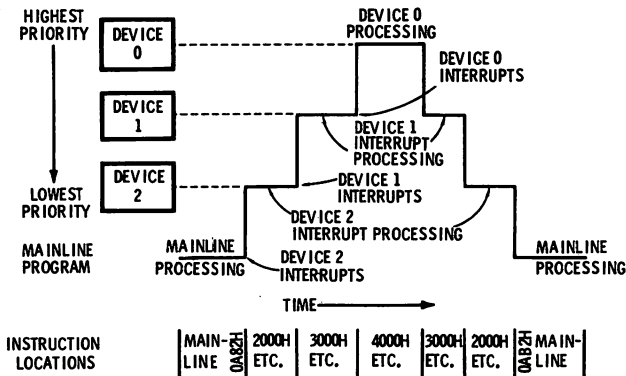 HIGHEST
PRIORITY
DEVICE
0
DEVICE 0
PROCESSING
DEVICE 0
INTERRUPTS
DEVICE
1
DEVICE 1
INTERRUPT
PROCESSING
DEVICE
2
DEVICE 1
INTERRUPTS
LOWEST
PRIORITY
DEVICE 2
INTERRUPT PROCESSING
MAINLINE
PROGRAM
MAINLINE
PROCESSING
DEVICE 2
INTERRUPTS
MAINLINE
PROCESSING
TIME
INSTRUCTION
LOCATIONS
MAIN-
LINE
0A82H
2000H
ETC.
3000H
ETC.
4000H
ETC.
3000H
ETC.
2000H
ETC.
0AB2H
MAIN-
LINE